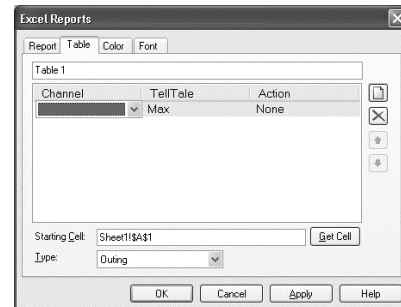 Excel Reports
Report Table Color Font
Table 1
Channel TellTale Action
Max None
Starting Cell: Sheet1!$A$1 Get Cell
Type: Outing
OK Cancel Apply Help